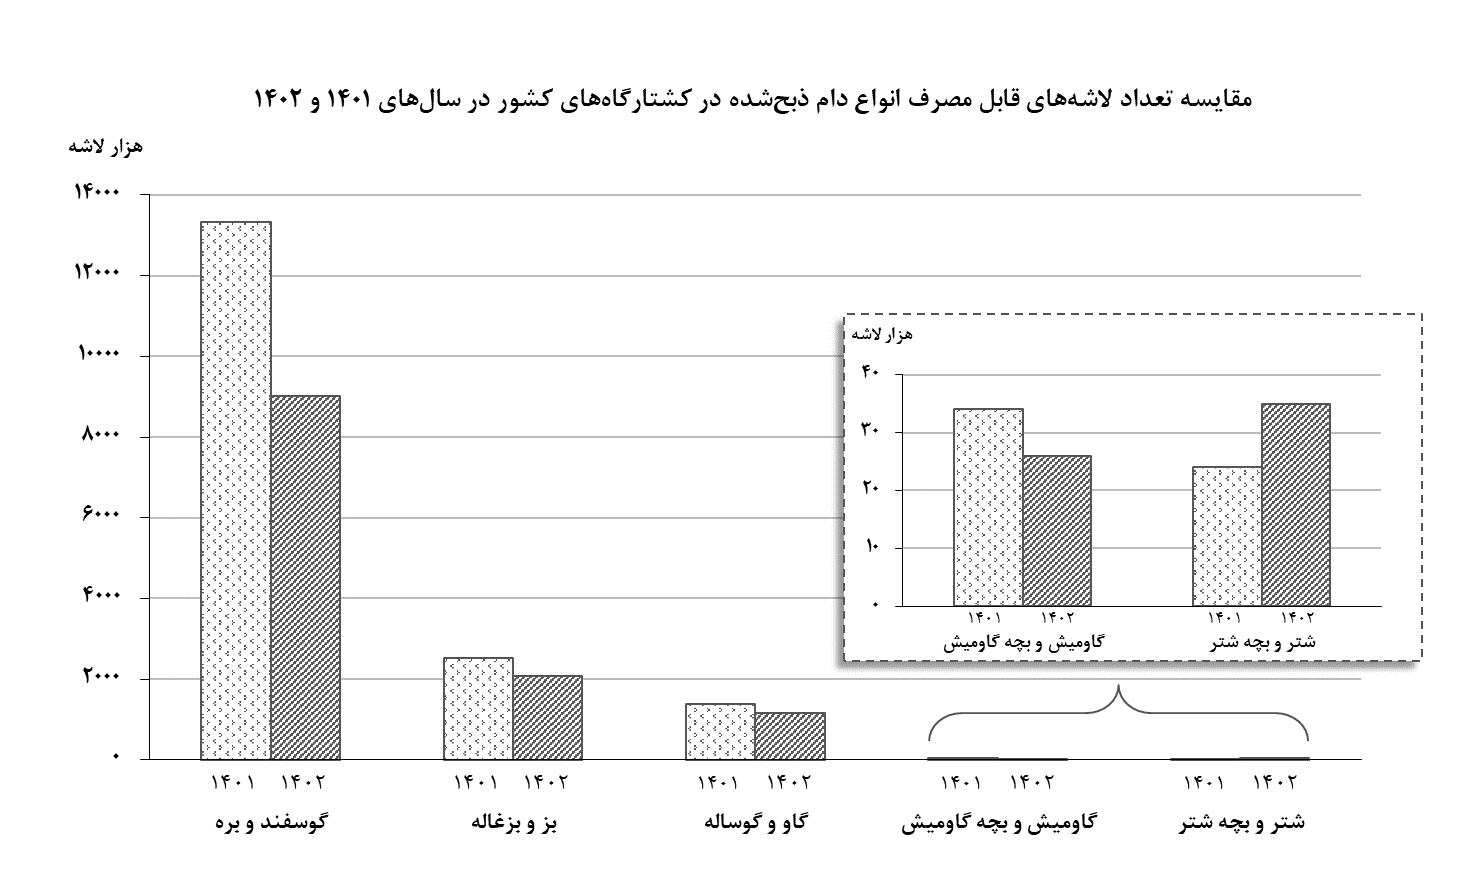 مقایسه تعداد لاشه‌های قابل مصرف انواع دام ذبح‌شده در کشتارگاه‌های کشور در سال‌های ۱۴۰۱ و ۱۴۰۲
هزار لاشه
۱۴۰۰۰
۱۲۰۰۰
۱۰۰۰۰
۸۰۰۰
۶۰۰۰
۴۰۰۰
۲۰۰۰
۰
۱۴۰۱ ۱۴۰۲
گوسفند و بره
۱۴۰۱ ۱۴۰۲
بز و بزغاله
۱۴۰۱ ۱۴۰۲
گاو و گوساله
۱۴۰۱ ۱۴۰۲
گاومیش و بچه گاومیش
۱۴۰۱ ۱۴۰۲
شتر و بچه شتر
هزار لاشه
۴۰
۳۰
۲۰
۱۰
۰
۱۴۰۱ ۱۴۰۲
گاومیش و بچه گاومیش
۱۴۰۱ ۱۴۰۲
شتر و بچه شتر